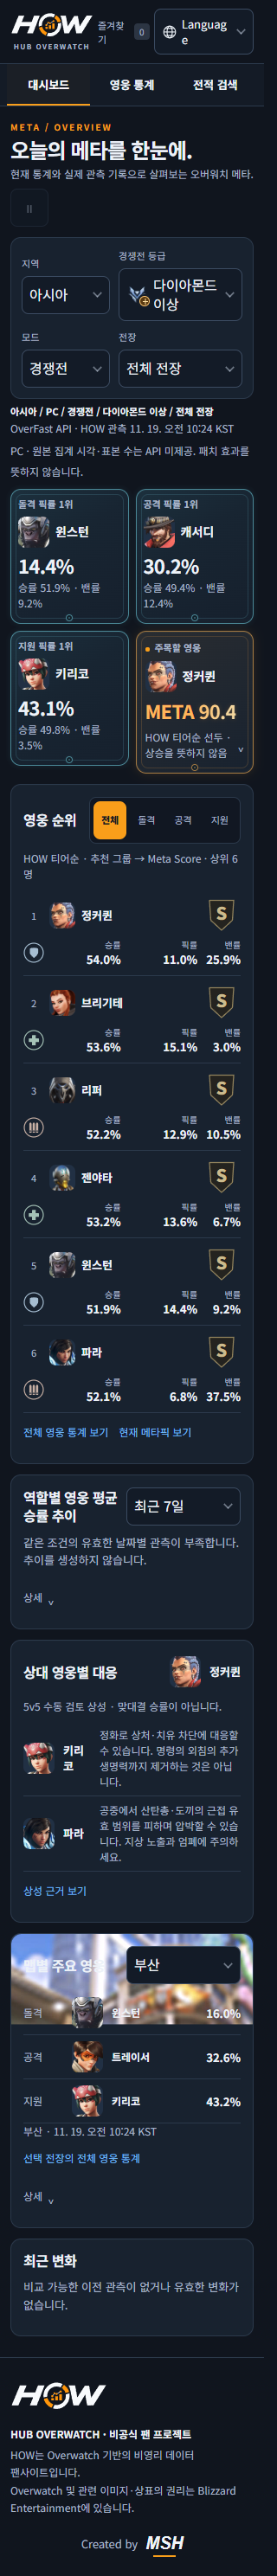 HOW
HUB OVERWATCH
즐겨찾
기
0
Languag
e
대시보드
영웅 통계
전적 검색
META / OVERVIEW
오늘의 메타를 한눈에.
현재 통계와 실제 관측 기록으로 살펴보는 오버워치 메타.
지역
아시아
경쟁전 등급
다이아몬드
이상
모드
경쟁전
전장
전체 전장
아시아 / PC / 경쟁전 / 다이아몬드 이상 / 전체 전장
OverFast API · HOW 관측 11. 19. 오전 10:24 KST
PC · 원본 집계 시각·표본 수는 API 미제공. 패치 효과를
뜻하지 않습니다.
돌격 픽률 1위
윈스턴
14.4%
승률 51.9% · 밴률
9.2%
공격 픽률 1위
캐서디
30.2%
승률 49.4% · 밴률
12.4%
지원 픽률 1위
키리코
43.1%
승률 49.8% · 밴률
3.5%
주목할 영웅
정커퀸
META 90.4
HOW 티어순 선두 ·
상승을 뜻하지 않음
영웅 순위
전체
돌격
공격
지원
HOW 티어순 · 추천 그룹 → Meta Score · 상위 6
명
1
정커퀸
S
승률
픽률
밴률
54.0%
11.0%
25.9%
2
브리기테
S
승률
픽률
밴률
53.6%
15.1%
3.0%
3
리퍼
S
승률
픽률
밴률
52.2%
12.9%
10.5%
4
젠야타
S
승률
픽률
밴률
53.2%
13.6%
6.7%
5
윈스턴
S
승률
픽률
밴률
51.9%
14.4%
9.2%
6
파라
S
승률
픽률
밴률
52.1%
6.8%
37.5%
전체 영웅 통계 보기
현재 메타픽 보기
역할별 영웅 평균
승률 추이
최근 7일
같은 조건의 유효한 날짜별 관측이 부족합니다.
추이를 생성하지 않습니다.
상세
상대 영웅별 대응
정커퀸
5v5 수동 검토 상성 · 맞대결 승률이 아닙니다.
키리
코
정화로 상처·치유 차단에 대응할
수 있습니다. 명령의 외침의 추가
생명력까지 제거하는 것은 아닙
니다.
파라
공중에서 산탄총·도끼의 근접 유
효 범위를 피하며 압박할 수 있습
니다. 지상 노출과 엄폐에 주의하
세요.
상성 근거 보기
맵별 주요 영웅
부산
돌격
윈스턴
16.0%
공격
트레이서
32.6%
지원
키리코
43.2%
부산 · 11. 19. 오전 10:24 KST
선택 전장의 전체 영웅 통계
상세
최근 변화
비교 가능한 이전 관측이 없거나 유효한 변화가
없습니다.
HOW
HUB OVERWATCH · 비공식 팬 프로젝트
HOW는 Overwatch 기반의 비영리 데이터
팬사이트입니다.
Overwatch 및 관련 이미지·상표의 권리는 Blizzard
Entertainment에 있습니다.
Created by MSH